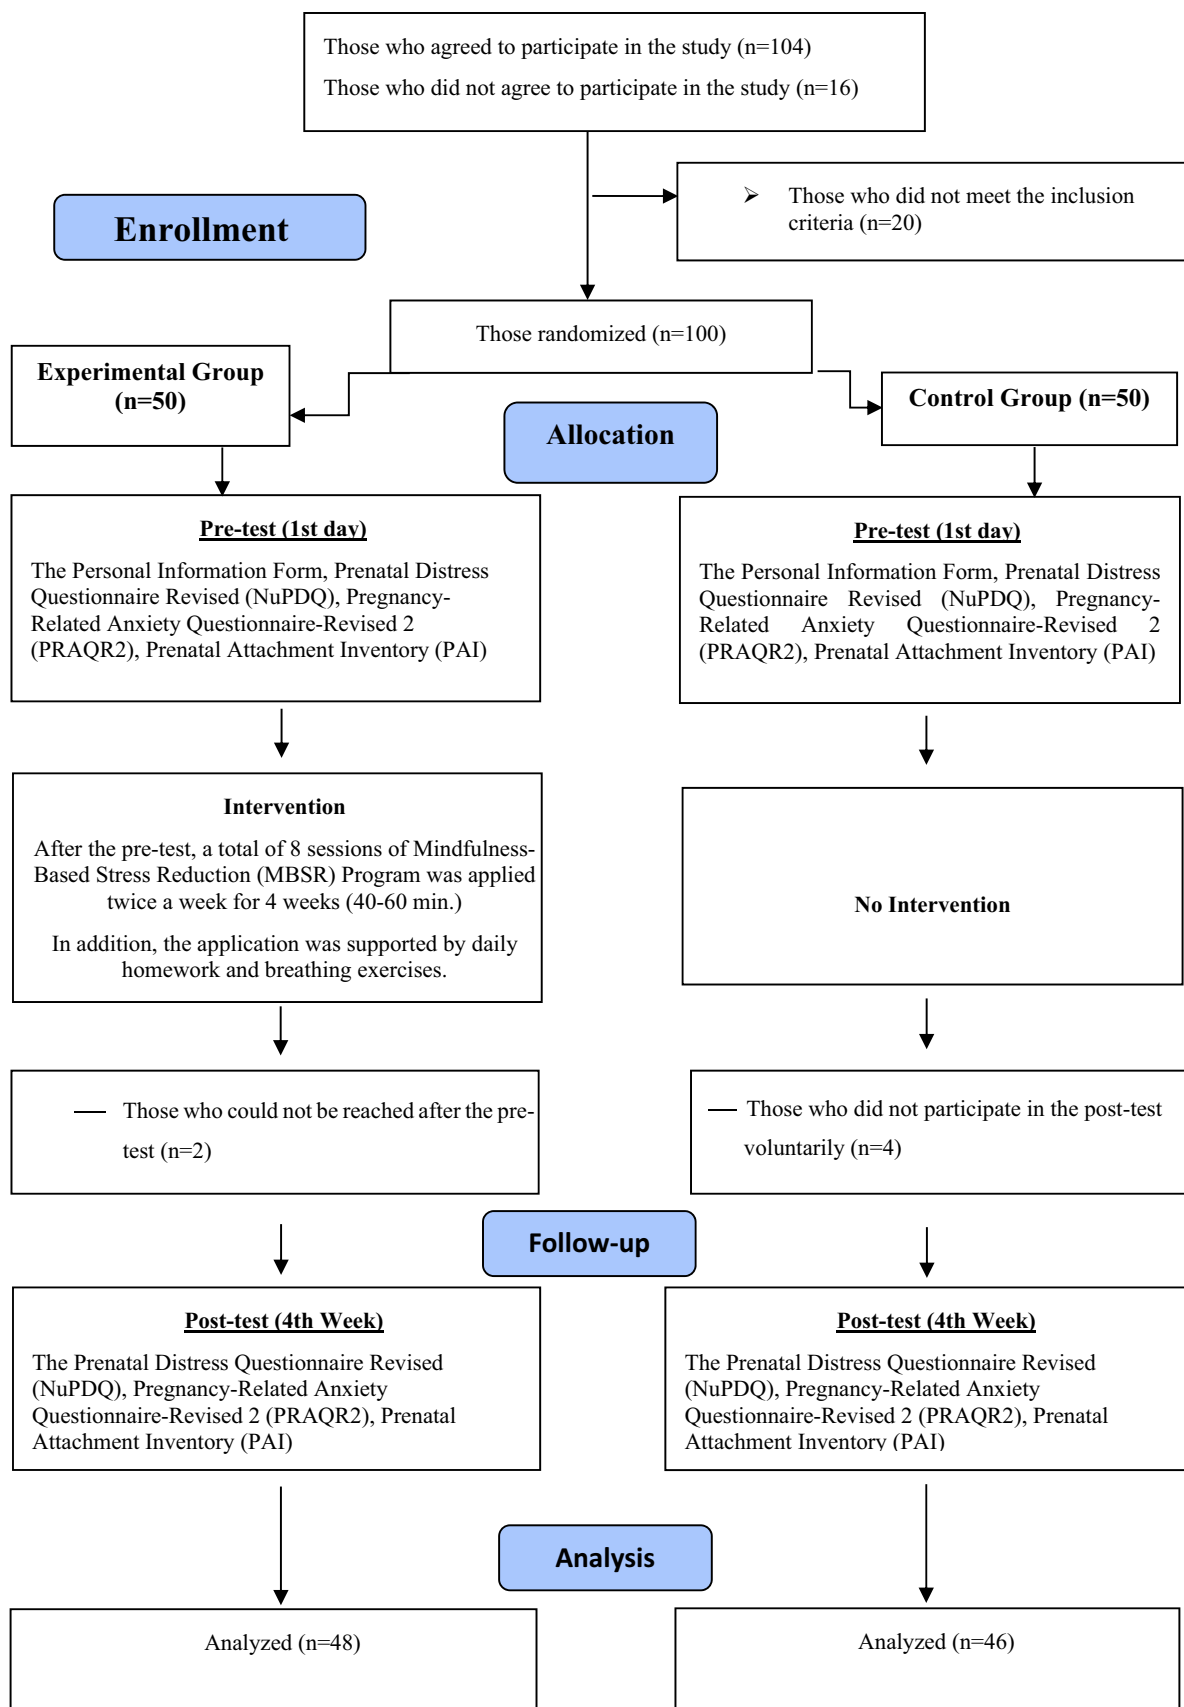 Those who agreed to participate in the study (n=104)
Those who did not agree to participate in the study (n=16)
➢ Those who did not meet the inclusion
criteria (n=20)
Enrollment
Those randomized (n=100)
Experimental Group
(n=50)
Control Group (n=50)
Allocation
Pre-test (1st day)
The Personal Information Form, Prenatal Distress
Questionnaire Revised (NuPDQ), Pregnancy-
Related Anxiety Questionnaire-Revised 2
(PRAQR2), Prenatal Attachment Inventory (PAI)
Pre-test (1st day)
The Personal Information Form, Prenatal Distress
Questionnaire Revised (NuPDQ), Pregnancy-
Related Anxiety Questionnaire-Revised 2
(PRAQR2), Prenatal Attachment Inventory (PAI)
Intervention
After the pre-test, a total of 8 sessions of Mindfulness-
Based Stress Reduction (MBSR) Program was applied
twice a week for 4 weeks (40-60 min.)
In addition, the application was supported by daily
homework and breathing exercises.
No Intervention
— Those who could not be reached after the pre-
test (n=2)
— Those who did not participate in the post-test
voluntarily (n=4)
Follow-up
Post-test (4th Week)
The Prenatal Distress Questionnaire Revised
(NuPDQ), Pregnancy-Related Anxiety
Questionnaire-Revised 2 (PRAQR2), Prenatal
Attachment Inventory (PAI)
Post-test (4th Week)
The Prenatal Distress Questionnaire Revised
(NuPDQ), Pregnancy-Related Anxiety
Questionnaire-Revised 2 (PRAQR2), Prenatal
Attachment Inventory (PAI)
Analysis
Analyzed (n=48)
Analyzed (n=46)